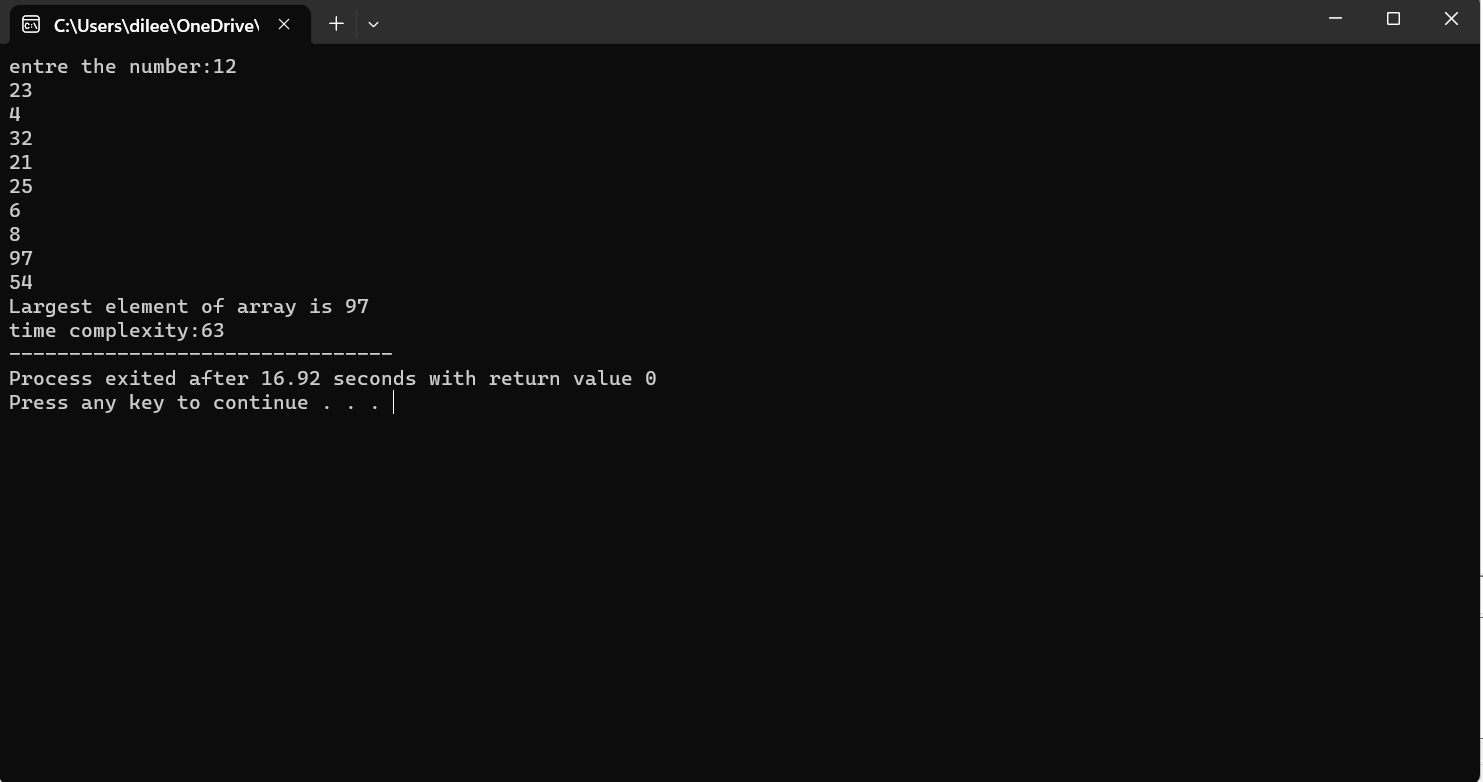 C:\Users\dilee\OneDrive\
entre the number:12
23
4
32
21
25
6
8
97
54
Largest element of array is 97
time complexity:63
--------------------------------
Process exited after 16.92 seconds with return value 0
Press any key to continue . . .